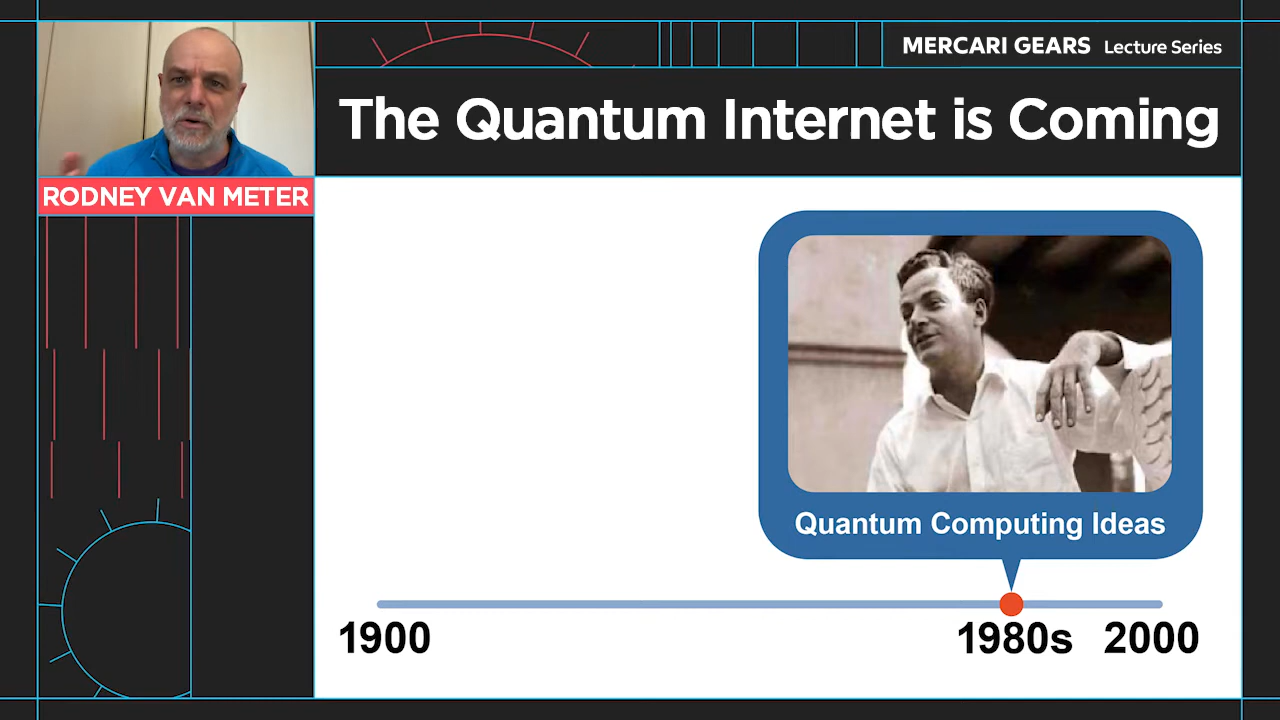 MERCARI GEARS Lecture Series
The Quantum Internet is Coming
RODNEY VAN METER
Quantum Computing Ideas
1900 1980s 2000